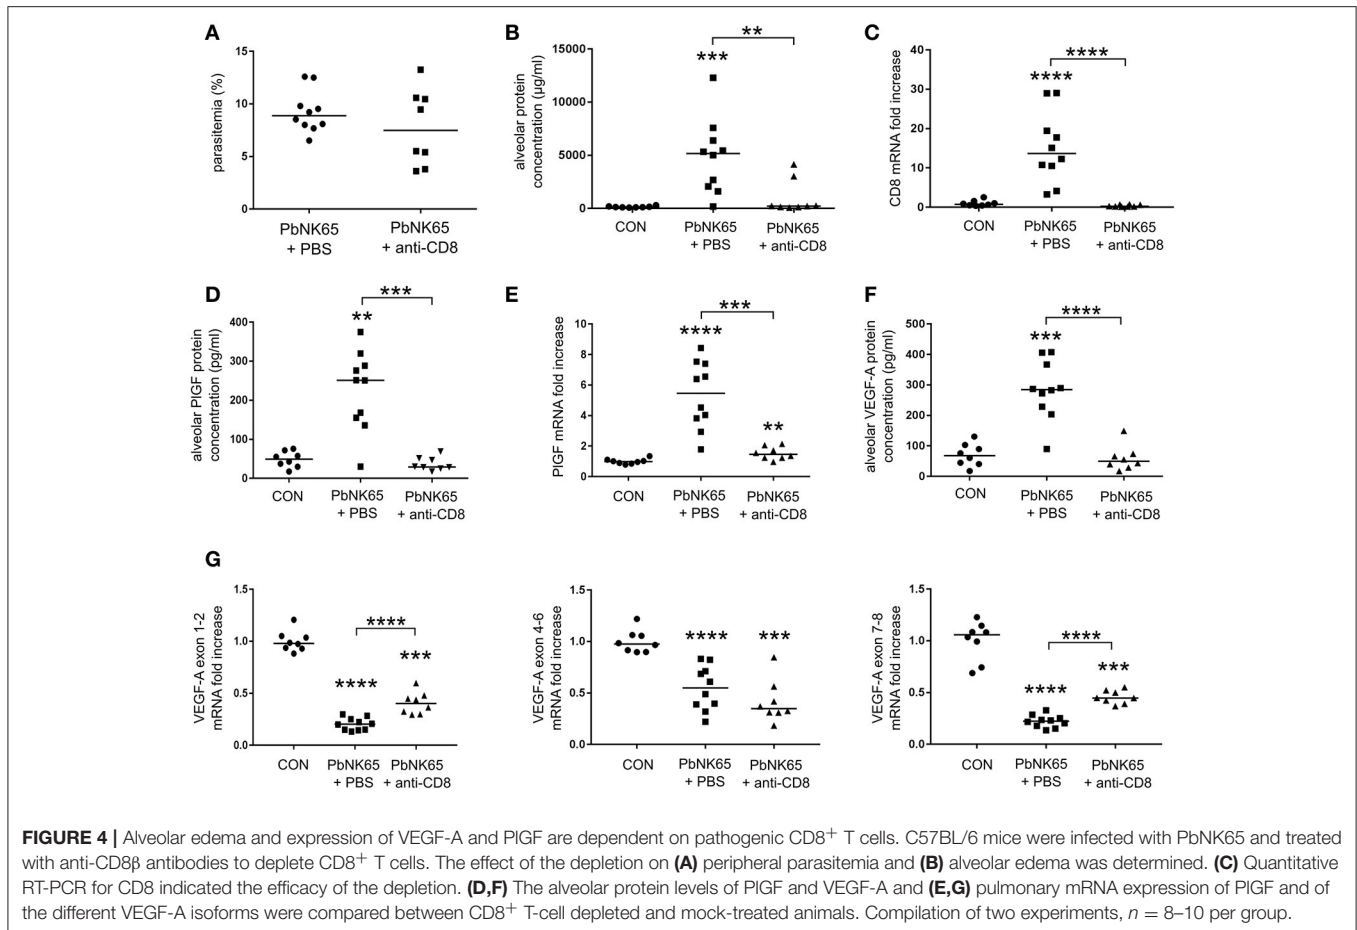 A
parasitemia (%)
15
10
5
0
PbNK65
+ PBS
PbNK65
+ anti-CD8
B
alveolar protein
concentration (µg/ml)
15000
10000
5000
0
***
**
CON
PbNK65
+ PBS
PbNK65
+ anti-CD8
C
CD8 mRNA fold increase
40
30
20
10
0
****
****
CON
PbNK65
+ PBS
PbNK65
+ anti-CD8
D
alveolar PlGF protein
concentration (pg/ml)
400
300
200
100
0
**
***
CON
PbNK65
+ PBS
PbNK65
+ anti-CD8
E
PlGF mRNA fold increase
10
8
6
4
2
0
****
***
**
CON
PbNK65
+ PBS
PbNK65
+ anti-CD8
F
alveolar VEGF-A protein
concentration (pg/ml)
500
400
300
200
100
0
***
****
CON
PbNK65
+ PBS
PbNK65
+ anti-CD8
G
VEGF-A exon 1-2
mRNA fold increase
1.5
1.0
0.5
0.0
****
****
***
CON
PbNK65
+ PBS
PbNK65
+ anti-CD8
VEGF-A exon 4-6
mRNA fold increase
1.5
1.0
0.5
0.0
****
***
CON
PbNK65
+ PBS
PbNK65
+ anti-CD8
VEGF-A exon 7-8
mRNA fold increase
1.5
1.0
0.5
0.0
****
****
***
CON
PbNK65
+ PBS
PbNK65
+ anti-CD8
FIGURE 4 | Alveolar edema and expression of VEGF-A and PlGF are dependent on pathogenic CD8⁺ T cells. C57BL/6 mice were infected with PbNK65 and treated
with anti-CD8β antibodies to deplete CD8⁺ T cells. The effect of the depletion on (A) peripheral parasitemia and (B) alveolar edema was determined. (C) Quantitative
RT-PCR for CD8 indicated the efficacy of the depletion. (D,F) The alveolar protein levels of PlGF and VEGF-A and (E,G) pulmonary mRNA expression of PlGF and of
the different VEGF-A isoforms were compared between CD8⁺ T-cell depleted and mock-treated animals. Compilation of two experiments, n = 8–10 per group.